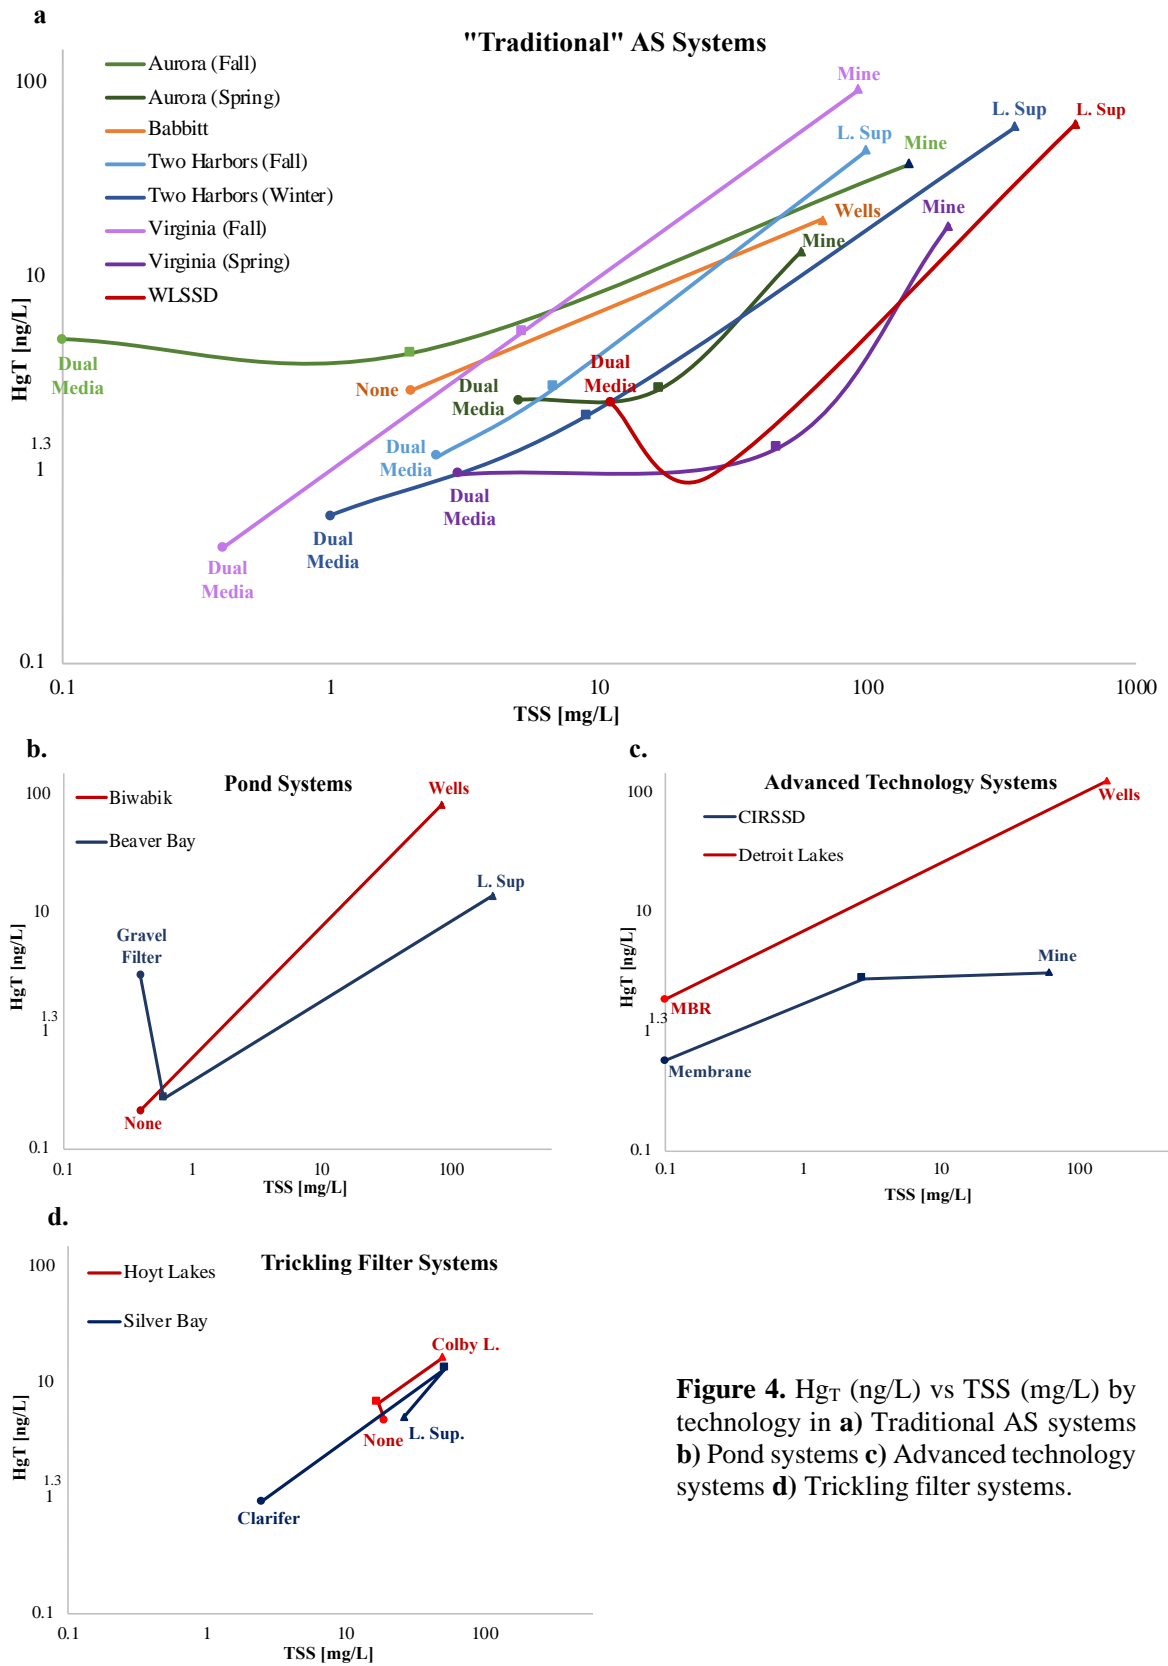 a
"Traditional" AS Systems
Aurora (Fall)
Aurora (Spring)
Babbitt
Two Harbors (Fall)
Two Harbors (Winter)
Virginia (Fall)
Virginia (Spring)
WLSSD
100
10
1.3
1
0.1
HgT [ng/L]
Mine
L. Sup
Mine
L. Sup
L. Sup
Wells
Mine
Mine
Dual
Media
None
Dual
Media
Dual
Media
Dual
Media
Dual
Media
Dual
Media
Dual
Media
0.1
1
10
100
1000
TSS [mg/L]
b.
Pond Systems
Biwabik
Beaver Bay
100
10
1.3
1
0.1
HgT [ng/L]
Wells
L. Sup
Gravel
Filter
None
0.1
1
10
100
TSS [mg/L]
c.
Advanced Technology Systems
CIRSSD
Detroit Lakes
100
10
1.3
1
0.1
HgT [ng/L]
Wells
Mine
MBR
Membrane
0.1
1
10
100
TSS [mg/L]
d.
Trickling Filter Systems
Hoyt Lakes
Silver Bay
100
10
1.3
1
0.1
HgT [ng/L]
Colby L.
None
L. Sup.
Clarifer
0.1
1
10
100
TSS [mg/L]
Figure 4. HgT (ng/L) vs TSS (mg/L) by
technology in a) Traditional AS systems
b) Pond systems c) Advanced technology
systems d) Trickling filter systems.